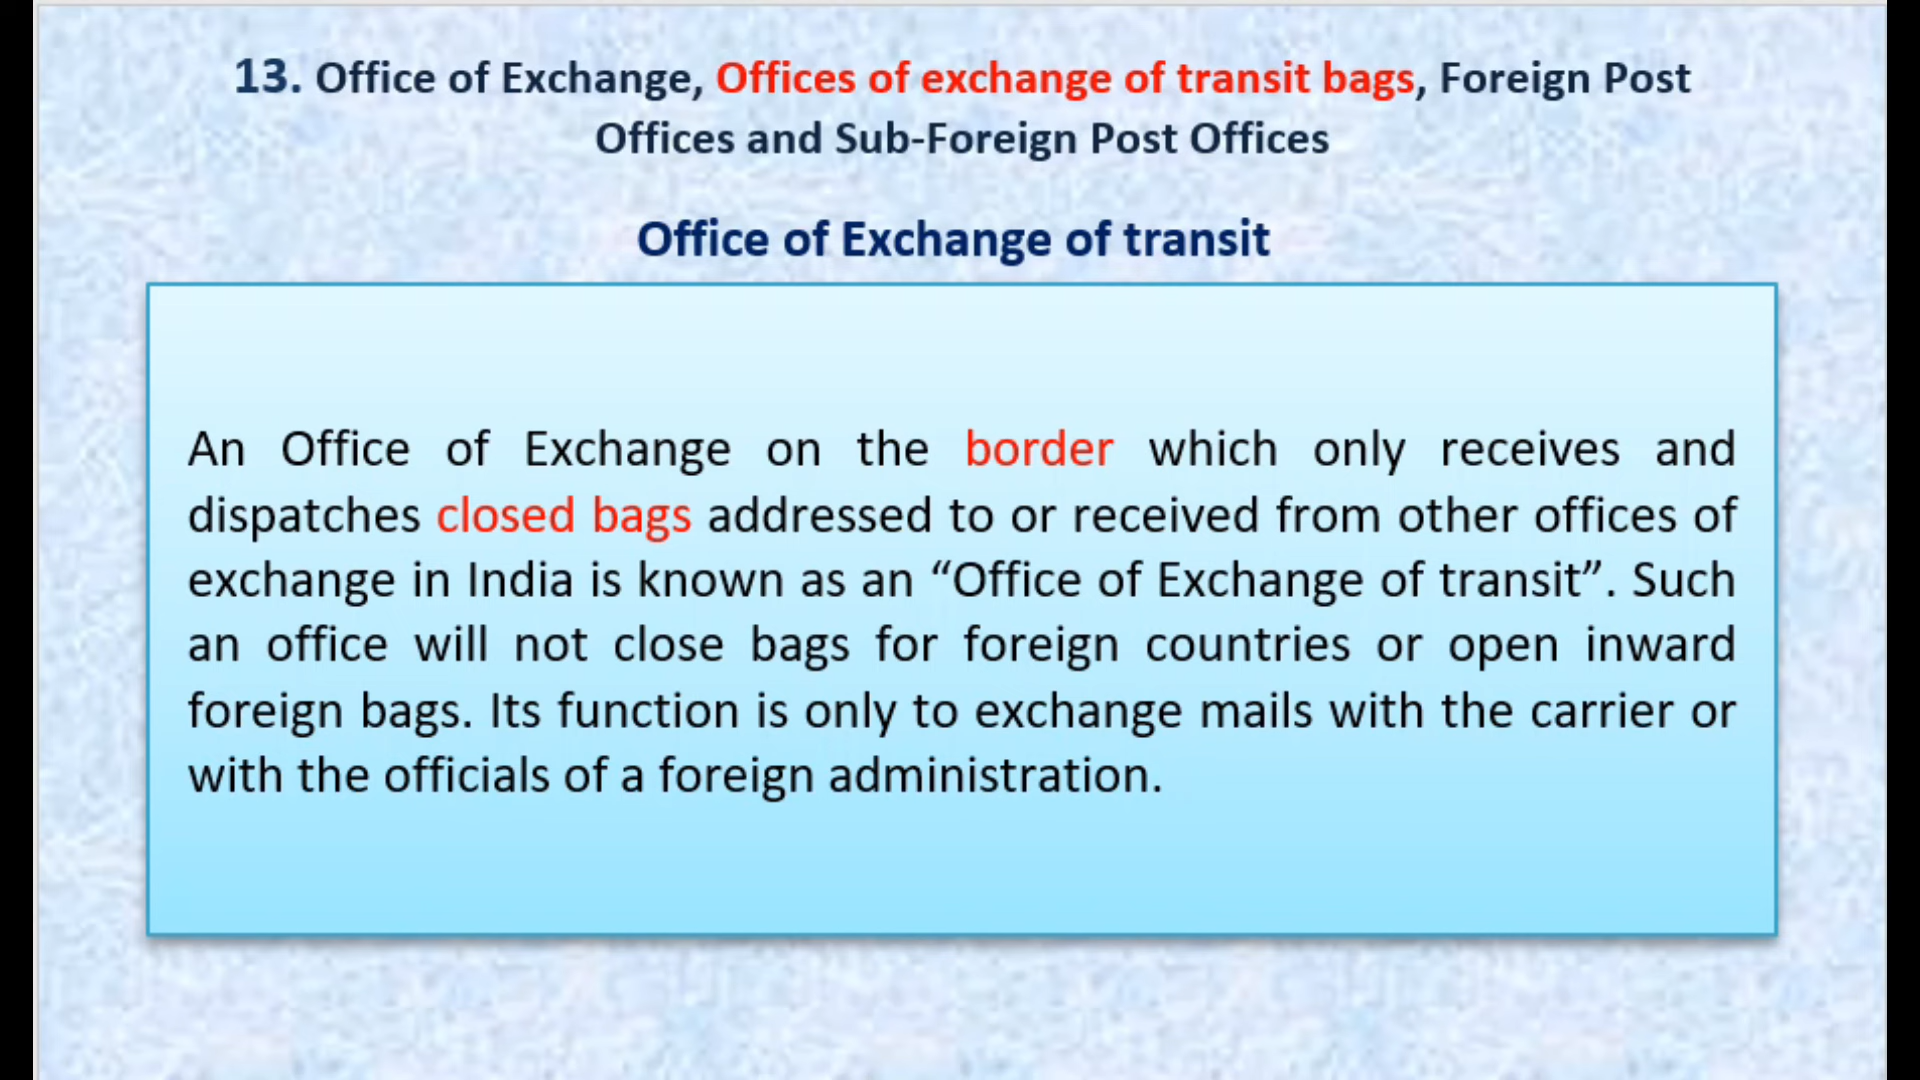 13. Office of Exchange, Offices of exchange of transit bags, Foreign Post
Offices and Sub-Foreign Post Offices
Office of Exchange of transit
An Office of Exchange on the border which only receives and
dispatches closed bags addressed to or received from other offices of
exchange in India is known as an “Office of Exchange of transit”. Such
an office will not close bags for foreign countries or open inward
foreign bags. Its function is only to exchange mails with the carrier or
with the officials of a foreign administration.